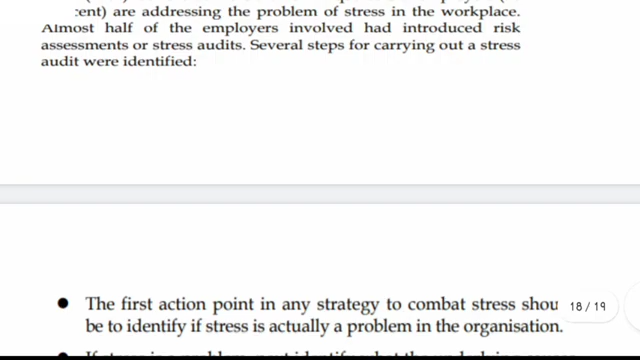 :ent) are addressing the problem of stress in the workplace.
Almost half of the employers involved had introduced risk
assessments or stress audits. Several steps for carrying out a stress
audit were identified:
● The first action point in any strategy to combat stress shou
be to identify if stress is actually a problem in the organisation.
18 / 19